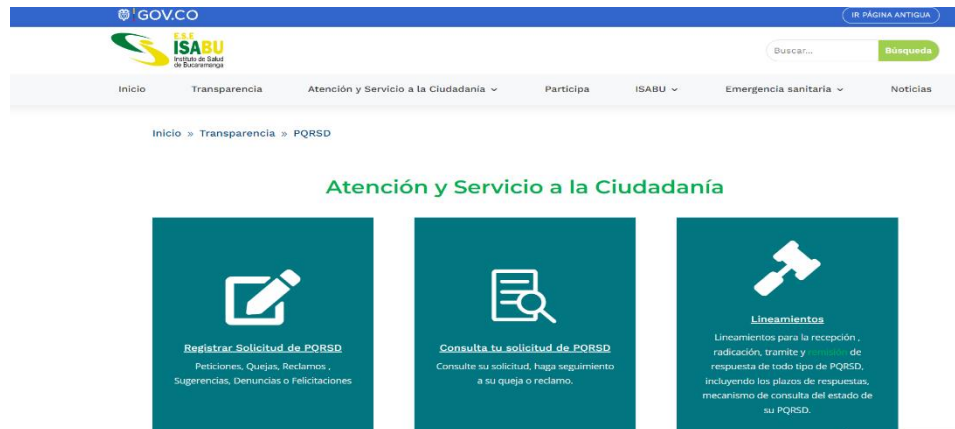 GOV.CO
IR PÁGINA ANTIGUA
E.S.E
ISABU
Instituto de Salud
de Bucaramanga
Buscar...
Búsqueda
Inicio Transparencia Atención y Servicio a la Ciudadanía Participa ISABU Emergencia sanitaria Noticias
Inicio » Transparencia » PQRSD
Atención y Servicio a la Ciudadanía
Registrar Solicitud de PQRSD
Peticiones, Quejas, Reclamos ,
Sugerencias, Denuncias o Felicitaciones
Consulta tu solicitud de PQRSD
Consulte su solicitud, haga seguimiento
a su queja o reclamo.
Lineamientos
Lineamientos para la recepción ,
radicación, tramite y de
respuesta de todo tipo de PQRSD,
incluyendo los plazos de respuestas,
mecanismo de consulta del estado de
su PQRSD.